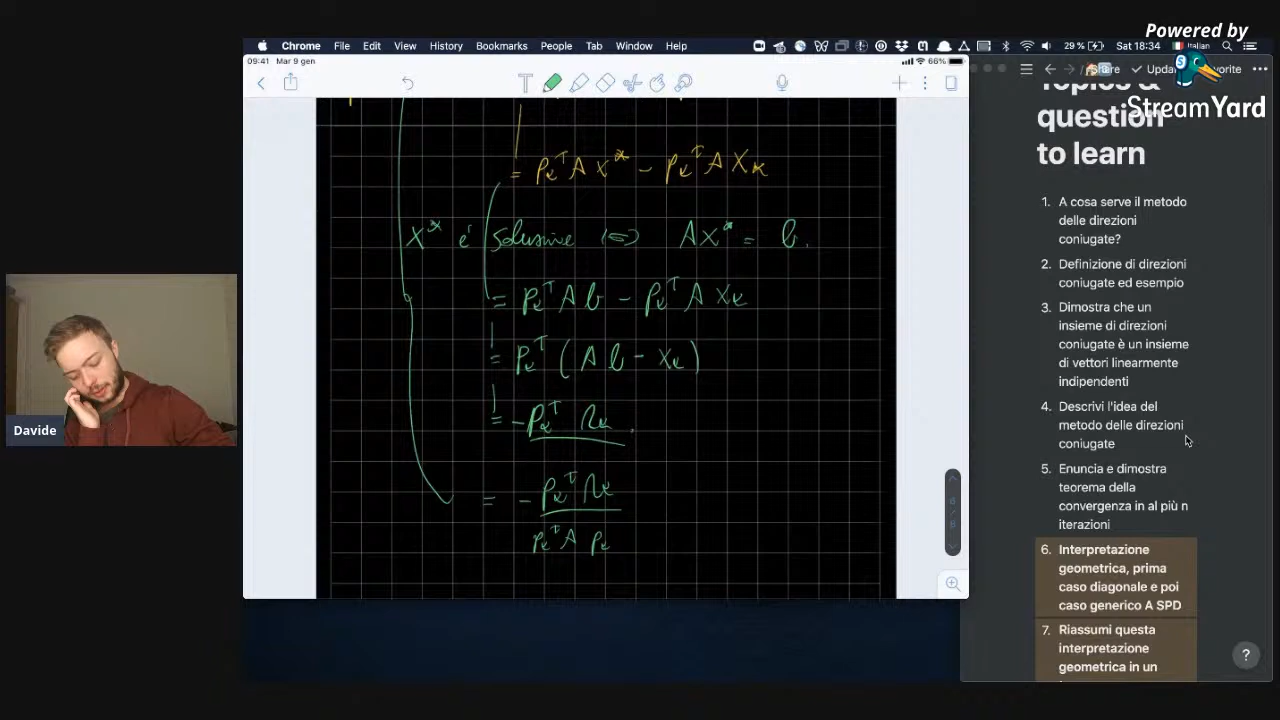 Powered by
StreamYard
Chrome File Edit View History Bookmarks People Tab Window Help
29 % Sat 18:34 Italian
09:41 Mar 9 gen
66%
Share Upda
Topics &
question
to learn
= pₖᵀ A x* − pₖᵀ A xₖ
x* e' soluzione ⇔ Ax* = b.
= pₖᵀ A b − pₖᵀ A xₖ
= pₖᵀ ( A b − xₖ)
= − pₖᵀ rₖ .
= − pₖᵀ rₖ
pₖᵀ A pₖ
Davide
1. A cosa serve il metodo
delle direzioni
coniugate?
2. Definizione di direzioni
coniugate ed esempio
3. Dimostra che un
insieme di direzioni
coniugate è un insieme
di vettori linearmente
indipendenti
4. Descrivi l'idea del
metodo delle direzioni
coniugate
5. Enuncia e dimostra
teorema della
convergenza in al più n
iterazioni
6. Interpretazione
geometrica, prima
caso diagonale e poi
caso generico A SPD
7. Riassumi questa
interpretazione
geometrica in un
?